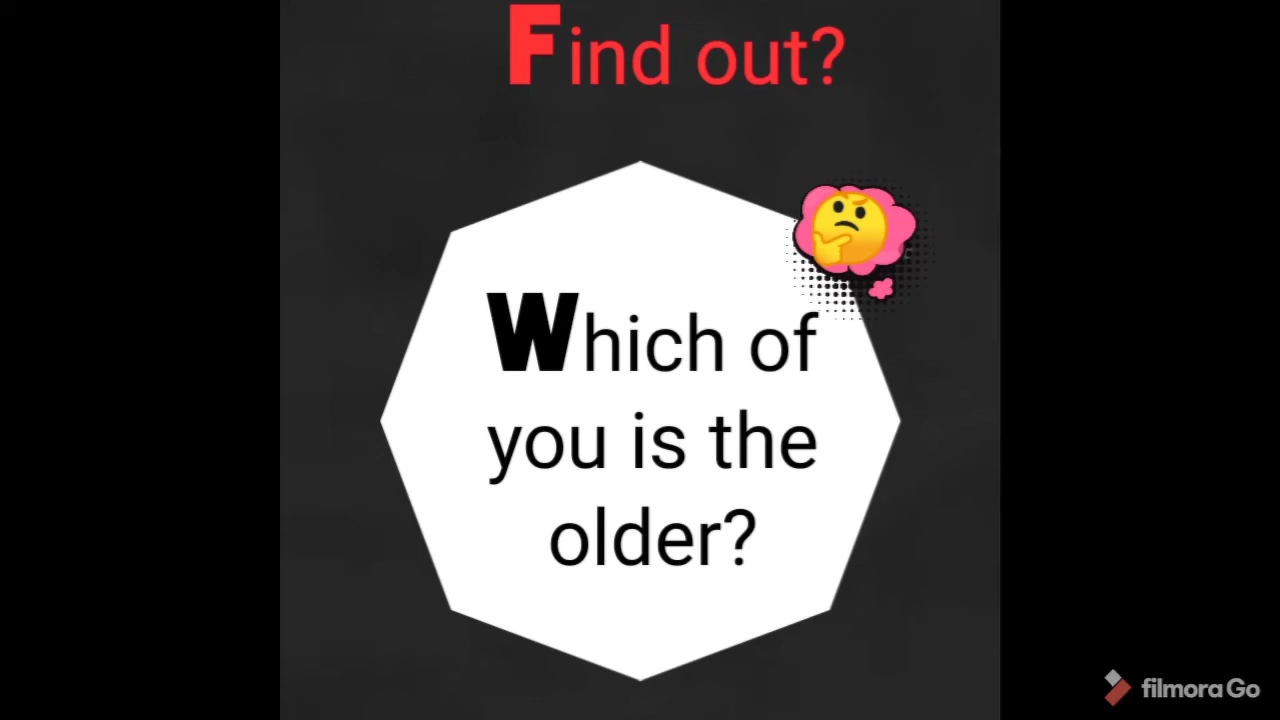 Find out?
Which of
you is the
older?
filmora Go